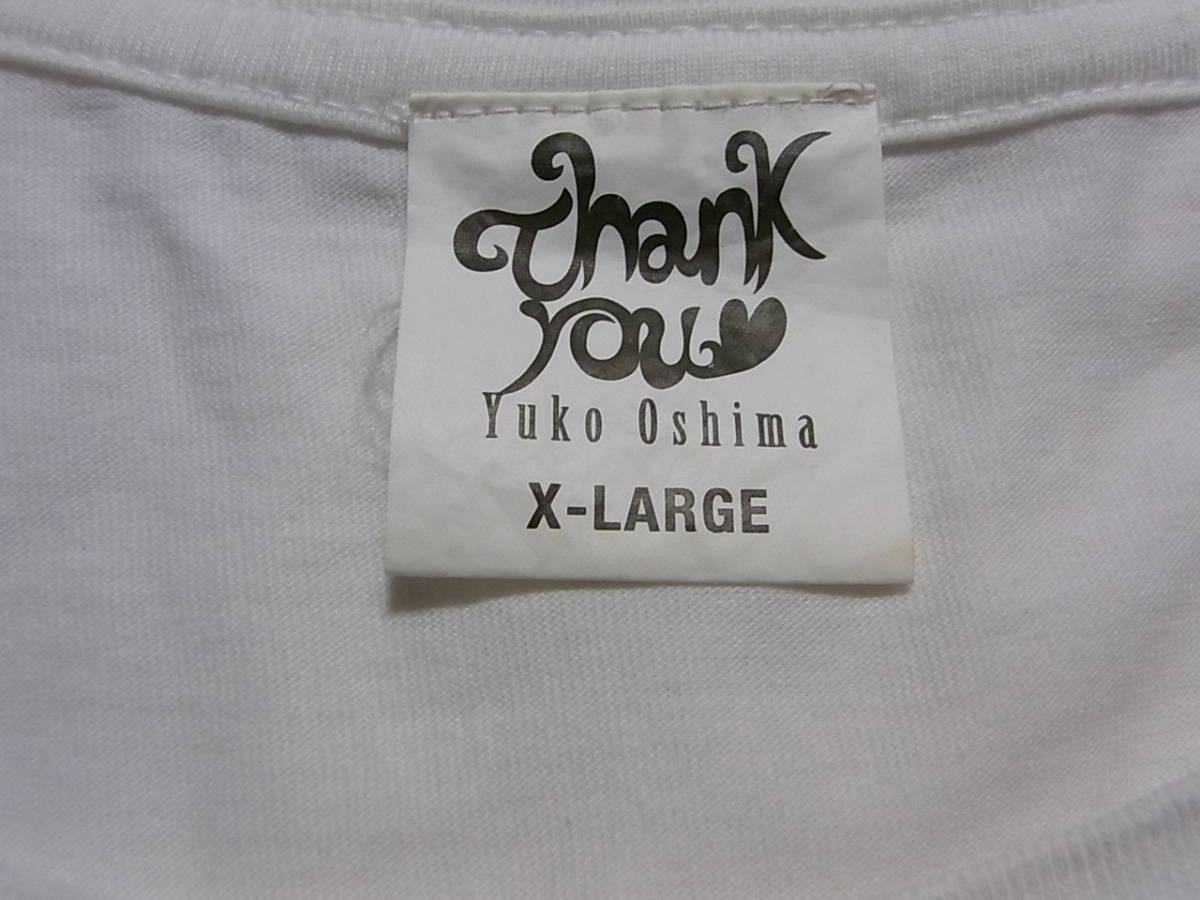 Thank
you
Yuko Oshima
X-LARGE